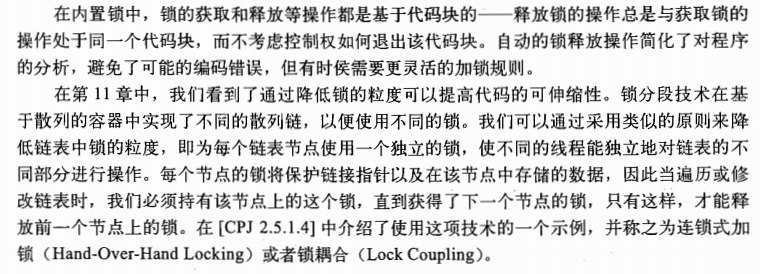 在内置锁中，锁的获取和释放等操作都是基于代码块的——释放锁的操作总是与获取锁的
操作处于同一个代码块，而不考虑控制权如何退出该代码块。自动的锁释放操作简化了对程序
的分析，避免了可能的编码错误，但有时侯需要更灵活的加锁规则。
在第 11 章中，我们看到了通过降低锁的粒度可以提高代码的可伸缩性。锁分段技术在基
于散列的容器中实现了不同的散列链，以便使用不同的锁。我们可以通过采用类似的原则来降
低链表中锁的粒度，即为每个链表节点使用一个独立的锁，使不同的线程能独立地对链表的不
同部分进行操作。每个节点的锁将保护链接指针以及在该节点中存储的数据，因此当遍历或修
改链表时，我们必须持有该节点上的这个锁，直到获得了下一个节点的锁，只有这样，才能释
放前一个节点上的锁。在 [CPJ 2.5.1.4] 中介绍了使用这项技术的一个示例，并称之为连锁式加
锁（Hand-Over-Hand Locking）或者锁耦合（Lock Coupling）。